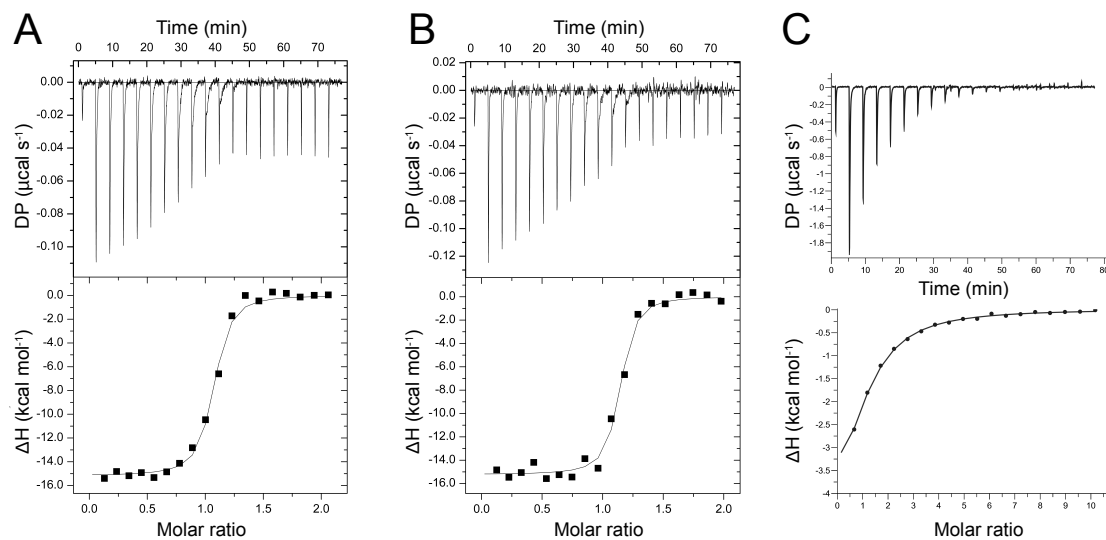 A
Time (min)
0 10 20 30 40 50 60 70
0.00
-0.02
-0.04
-0.06
-0.08
-0.10
DP (µcal s⁻¹)
0.0
-2.0
-4.0
-6.0
-8.0
-10.0
-12.0
-14.0
-16.0
ΔH (kcal mol⁻¹)
0.0 0.5 1.0 1.5 2.0
Molar ratio
B
Time (min)
0 10 20 30 40 50 60 70
0.02
0.00
-0.02
-0.04
-0.06
-0.08
-0.10
-0.12
DP (µcal s⁻¹)
0.0
-2.0
-4.0
-6.0
-8.0
-10.0
-12.0
-14.0
-16.0
ΔH (kcal mol⁻¹)
0.0 0.5 1.0 1.5 2.0
Molar ratio
C
0
-0.2
-0.4
-0.6
-0.8
-1
-1.2
-1.4
-1.6
-1.8
DP (µcal s⁻¹)
0 10 20 30 40 50 60 70 80
Time (min)
0
-0.5
-1
-1.5
-2
-2.5
-3
-3.5
-4
ΔH (kcal mol⁻¹)
0 1 2 3 4 5 6 7 8 9 10
Molar ratio